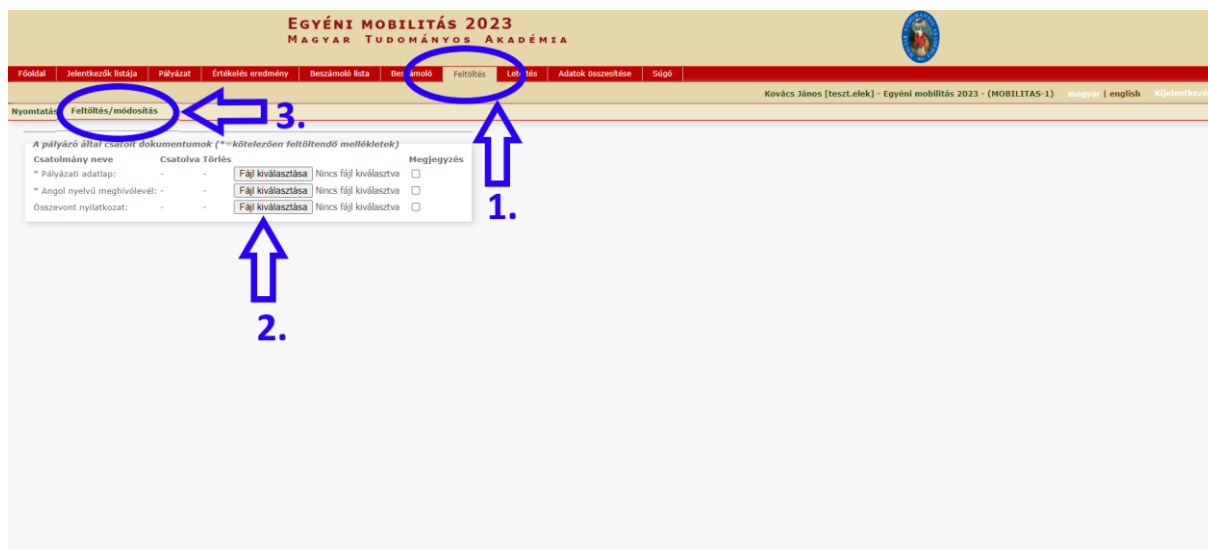 EGYÉNI MOBILITÁS 2023
MAGYAR TUDOMÁNYOS AKADÉMIA
Főoldal Jelentkezők listája Pályázat Értékelés eredmény Beszámoló lista Beszámoló Feltöltés Letöltés Adatok összesítése Súgó
Kovács János [teszt.elek] - Egyéni mobilitás 2023 - (MOBILITAS-1) magyar | english Kijelentkezés
Nyomtatás Feltöltés/módosítás
3.
A pályázó által csatolt dokumentumok (*=kötelezően feltöltendő mellékletek)
Csatolmány neve Csatolva Törlés Megjegyzés
* Pályázati adatlap: - - Fájl kiválasztása Nincs fájl kiválasztva
* Angol nyelvű meghívólevél: - - Fájl kiválasztása Nincs fájl kiválasztva
Összevont nyilatkozat: - - Fájl kiválasztása Nincs fájl kiválasztva
1.
2.